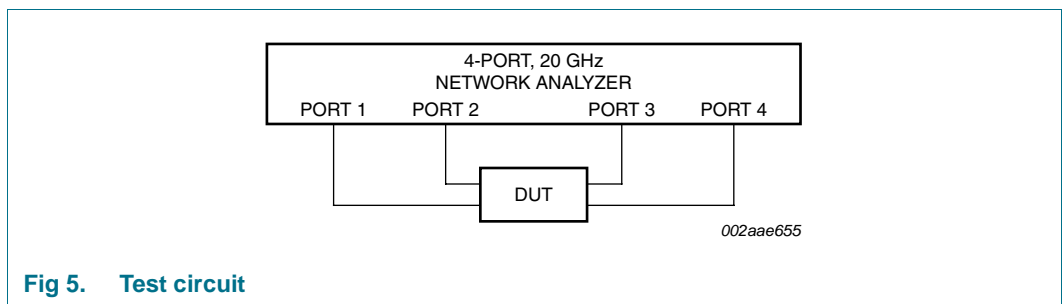 4-PORT, 20 GHz
NETWORK ANALYZER
PORT 1 PORT 2 PORT 3 PORT 4
DUT
002aae655
Fig 5. Test circuit